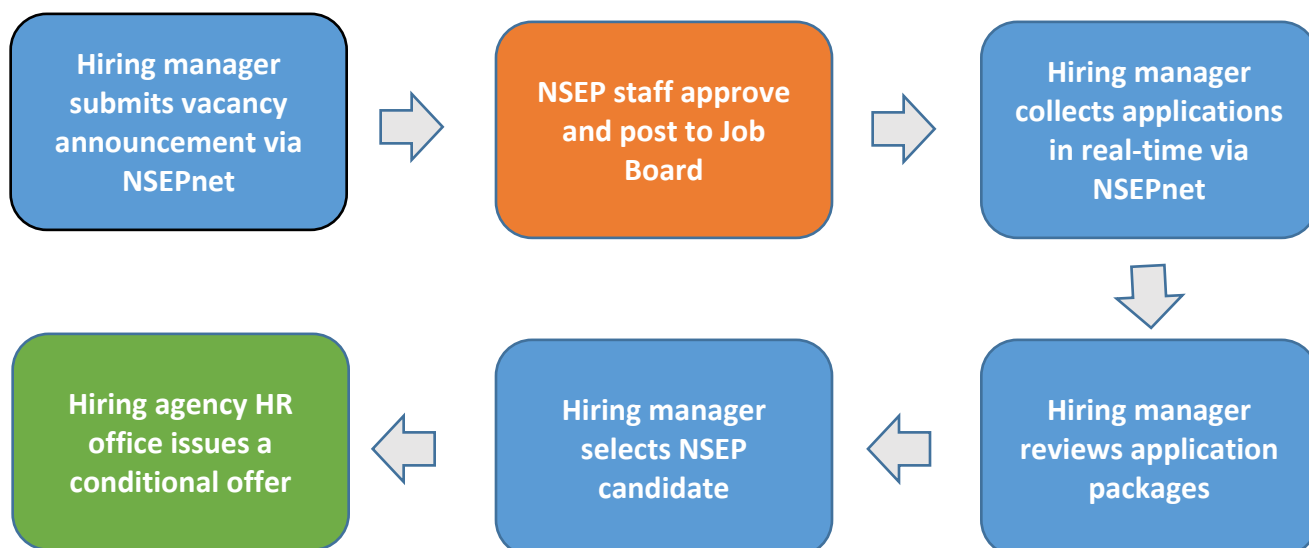 Hiring manager
submits vacancy
announcement via
NSEPnet
NSEP staff approve
and post to Job
Board
Hiring manager
collects applications
in real-time via
NSEPnet
Hiring manager
reviews application
packages
Hiring manager
selects NSEP
candidate
Hiring agency HR
office issues a
conditional offer